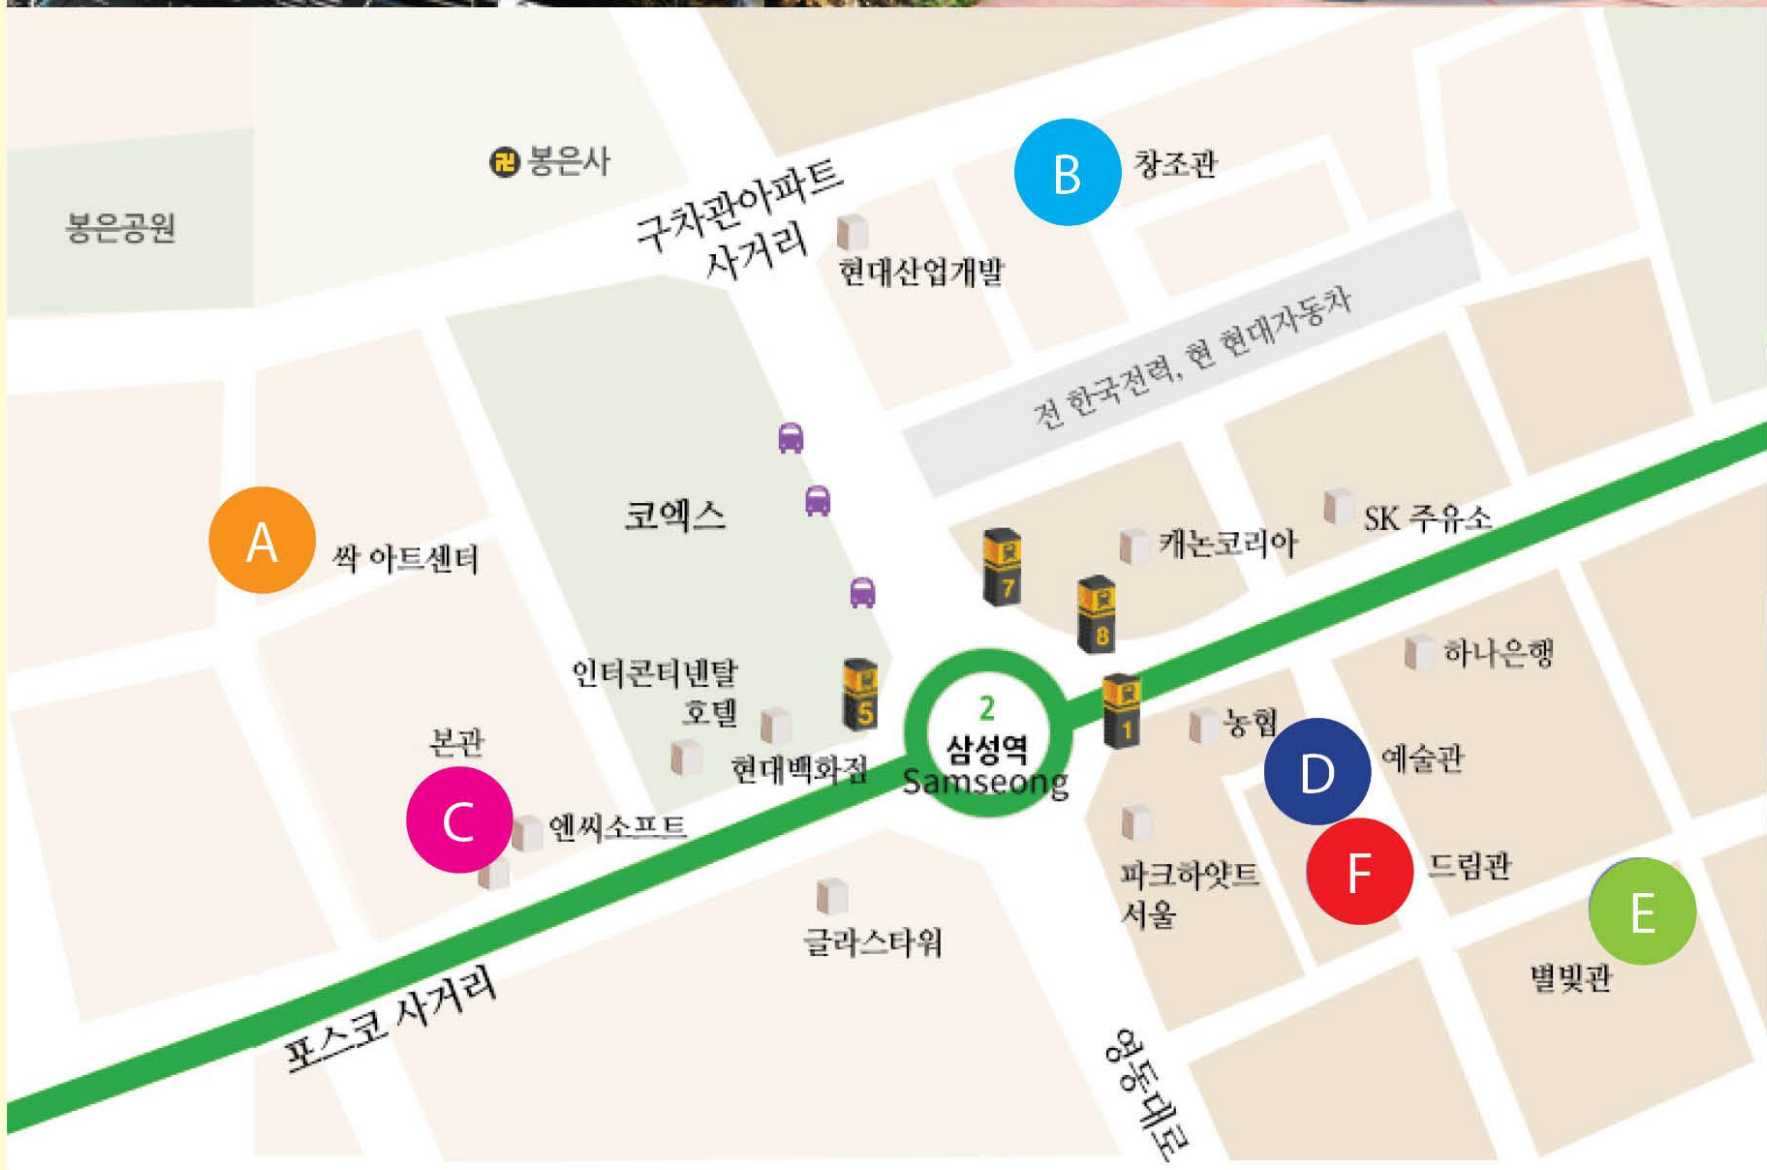 봉은사
봉은공원
B
창조관
구차관아파트
사거리
현대산업개발
전 한국전력, 현 현대자동차
코엑스
A
싹 아트센터
SK 주유소
캐논코리아
7
8
하나은행
인터콘티넨탈
호텔
5
1
농협
2
삼성역
Samseong
본관
현대백화점
D
예술관
C
엔씨소프트
파크하얏트
서울
F
드림관
E
별빛관
글라스타워
포스코 사거리
영동대로